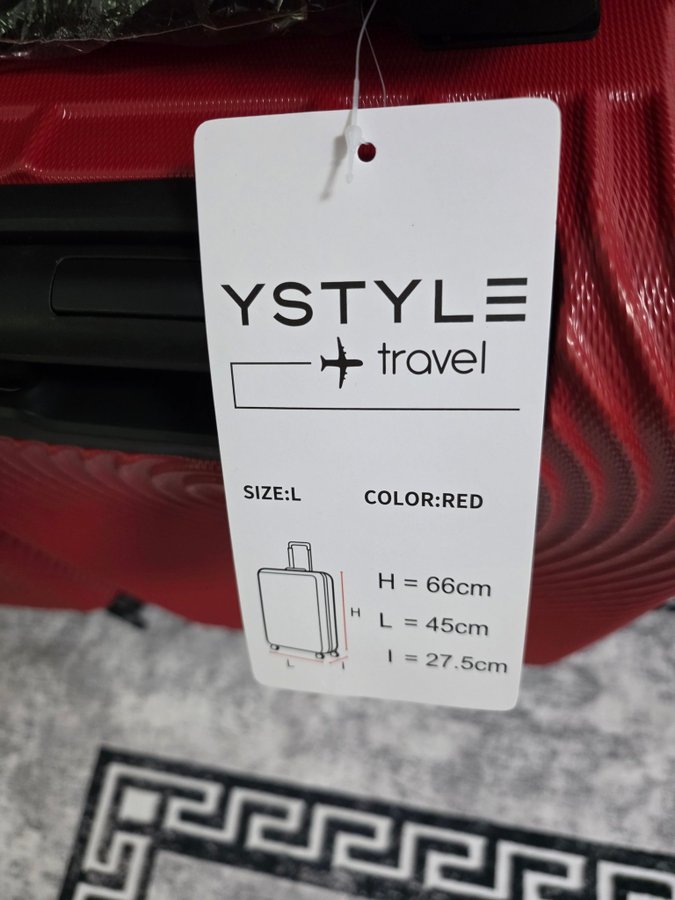 YSTYLE
travel
SIZE:L COLOR:RED
H = 66cm
H
L = 45cm
I = 27.5cm
L I